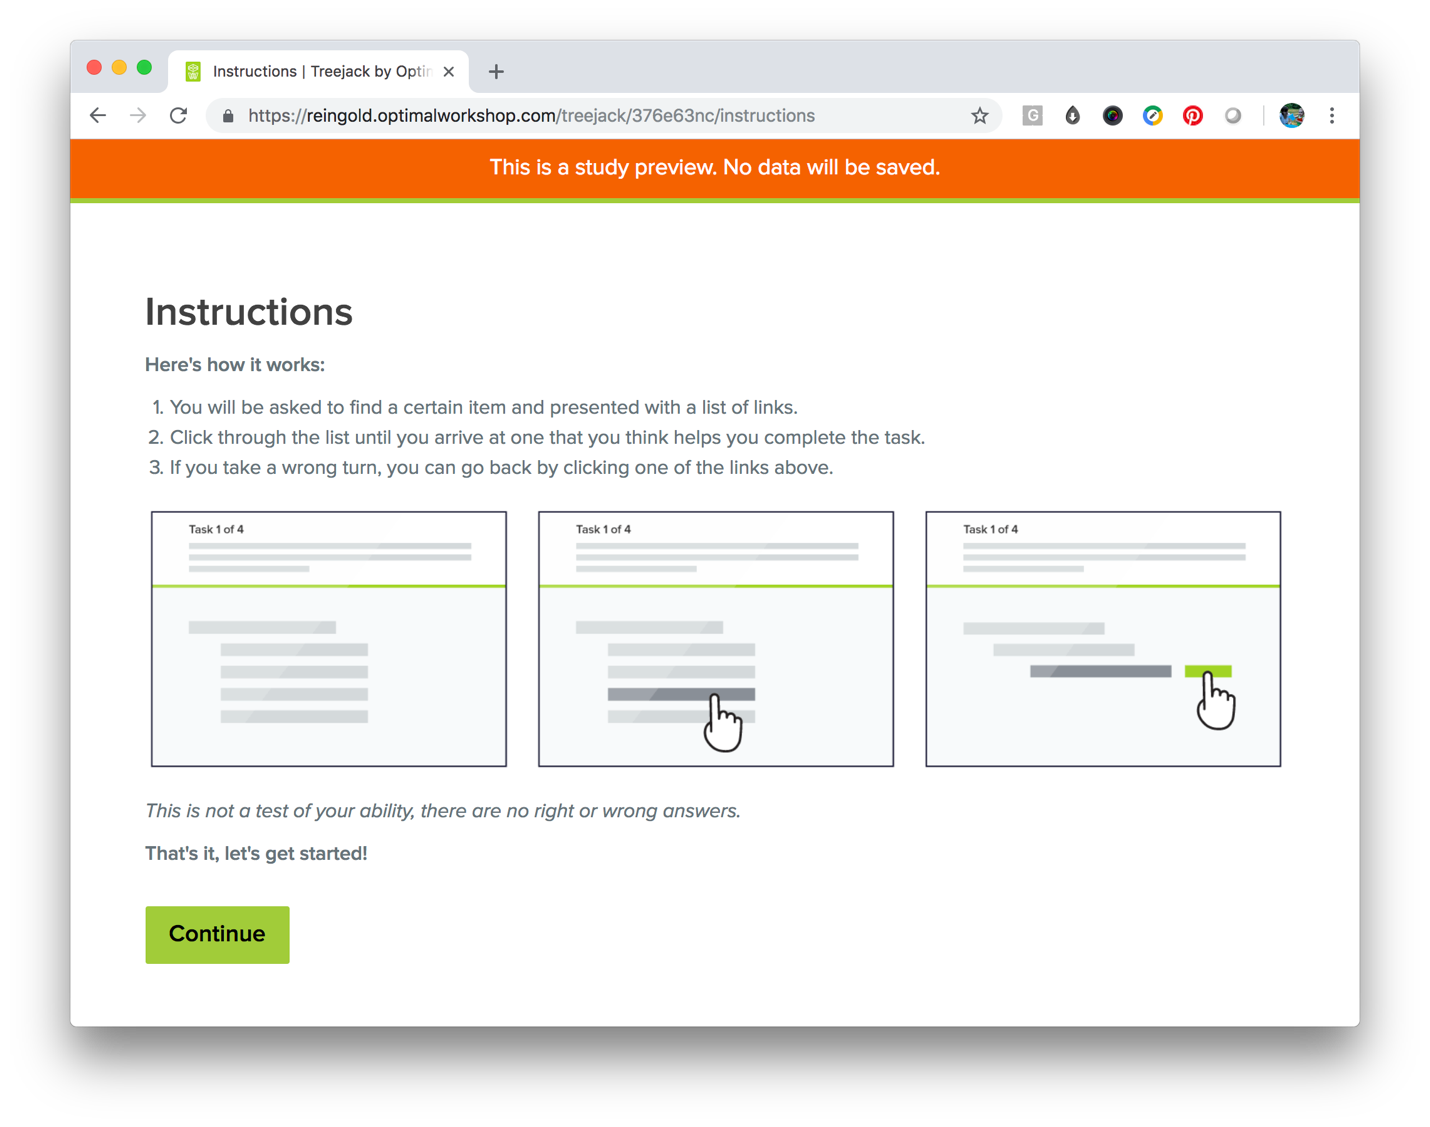 Instructions | Treejack by Opti
https://reingold.optimalworkshop.com/treejack/376e63nc/instructions
G
This is a study preview. No data will be saved.
Instructions
Here's how it works:
1. You will be asked to find a certain item and presented with a list of links.
2. Click through the list until you arrive at one that you think helps you complete the task.
3. If you take a wrong turn, you can go back by clicking one of the links above.
Task 1 of 4
Task 1 of 4
Task 1 of 4
This is not a test of your ability, there are no right or wrong answers.
That's it, let's get started!
Continue